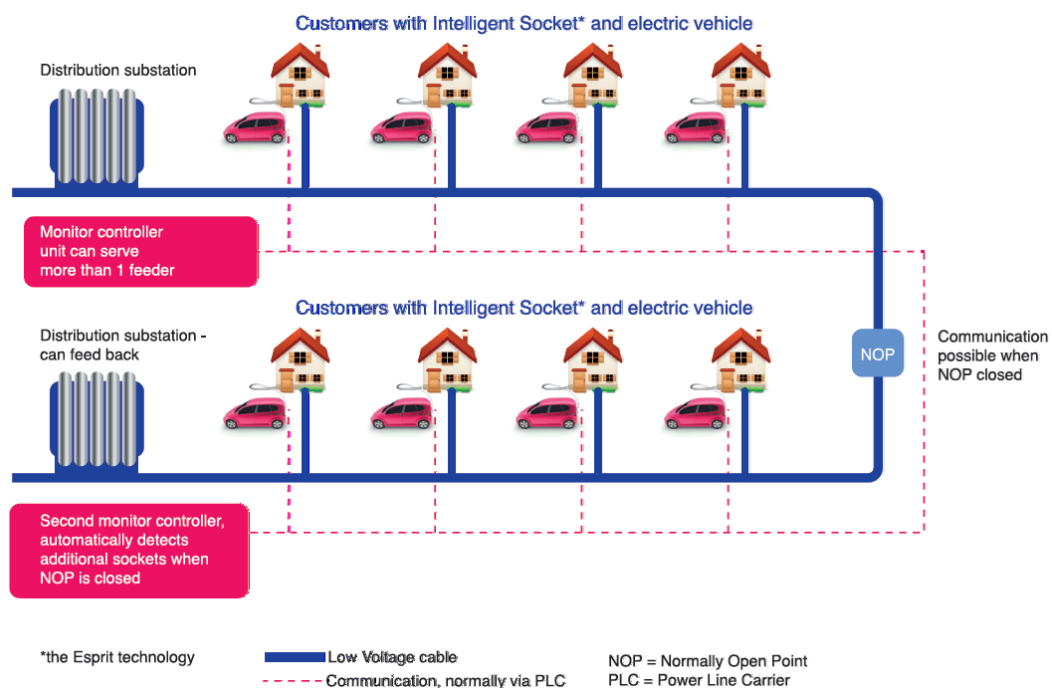 Customers with Intelligent Socket* and electric vehicle
Distribution substation
Monitor controller
unit can serve
more than 1 feeder
Customers with Intelligent Socket* and electric vehicle
Distribution substation -
can feed back
NOP
Communication
possible when
NOP closed
Second monitor controller,
automatically detects
additional sockets when
NOP is closed
*the Esprit technology
Low Voltage cable
Communication, normally via PLC
NOP = Normally Open Point
PLC = Power Line Carrier